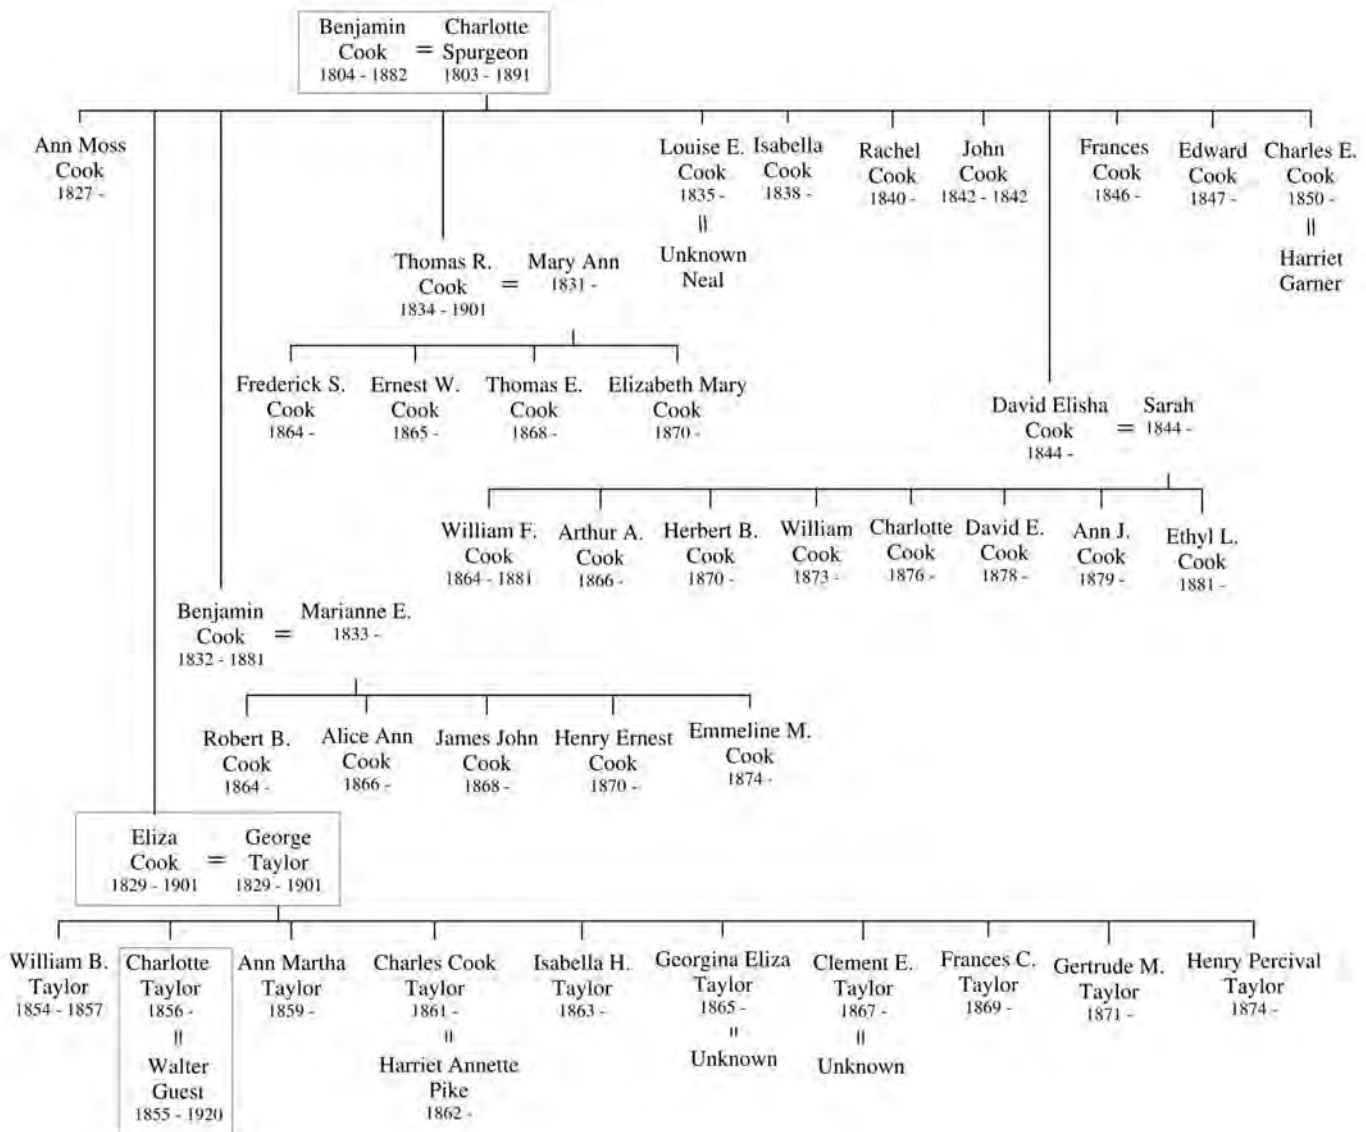 Benjamin Cook 1804 - 1882 = Charlotte Spurgeon 1803 - 1891
Ann Moss
Cook
1827 -
Louise E.
Cook
1835 -
=
Unknown
Neal
Isabella
Cook
1838 -
Rachel
Cook
1840 -
John
Cook
1842 - 1842
Frances
Cook
1846 -
Edward
Cook
1847 -
Charles E.
Cook
1850 -
=
Harriet
Garner
Thomas R.
Cook
1834 - 1901
=
Mary Ann
1831 -
Frederick S.
Cook
1864 -
Ernest W.
Cook
1865 -
Thomas E.
Cook
1868 -
Elizabeth Mary
Cook
1870 -
David Elisha
Cook
1844 -
=
Sarah
1844 -
William F.
Cook
1864 - 1881
Arthur A.
Cook
1866 -
Herbert B.
Cook
1870 -
William
Cook
1873 -
Charlotte
Cook
1876 -
David E.
Cook
1878 -
Ann J.
Cook
1879 -
Ethyl L.
Cook
1881 -
Benjamin
Cook
1832 - 1881
=
Marianne E.
1833 -
Robert B.
Cook
1864 -
Alice Ann
Cook
1866 -
James John
Cook
1868 -
Henry Ernest
Cook
1870 -
Emmeline M.
Cook
1874 -
Eliza
Cook
1829 - 1901
=
George
Taylor
1829 - 1901
William B.
Taylor
1854 - 1857
Charlotte
Taylor
1856 -
=
Walter
Guest
1855 - 1920
Ann Martha
Taylor
1859 -
Charles Cook
Taylor
1861 -
=
Harriet Annette
Pike
1862 -
Isabella H.
Taylor
1863 -
Georgina Eliza
Taylor
1865 -
=
Unknown
Clement E.
Taylor
1867 -
=
Unknown
Frances C.
Taylor
1869 -
Gertrude M.
Taylor
1871 -
Henry Percival
Taylor
1874 -